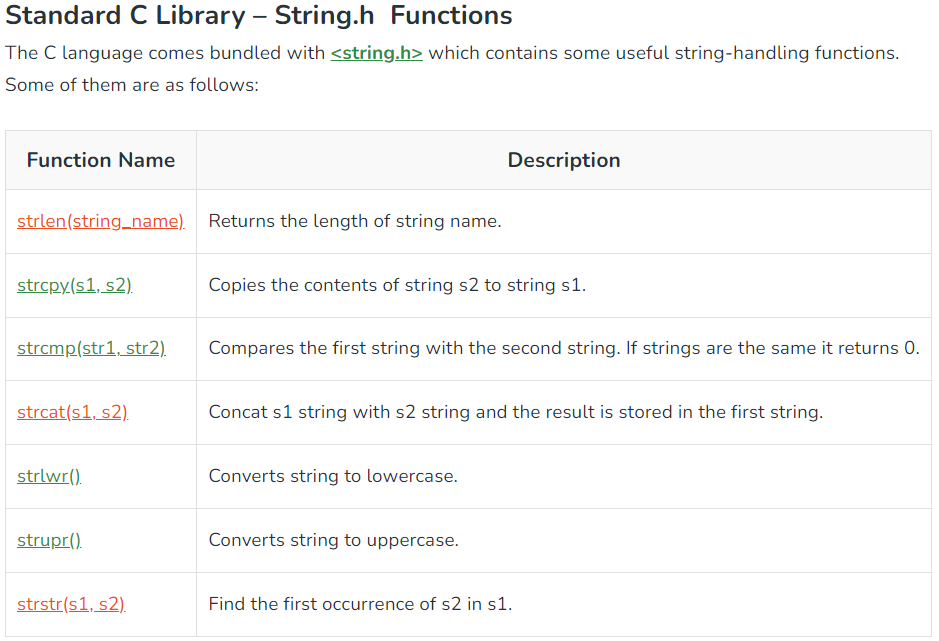 Standard C Library – String.h Functions
The C language comes bundled with <string.h> which contains some useful string-handling functions.
Some of them are as follows:
Function Name Description
strlen(string_name) Returns the length of string name.
strcpy(s1, s2) Copies the contents of string s2 to string s1.
strcmp(str1, str2) Compares the first string with the second string. If strings are the same it returns 0.
strcat(s1, s2) Concat s1 string with s2 string and the result is stored in the first string.
strlwr() Converts string to lowercase.
strupr() Converts string to uppercase.
strstr(s1, s2) Find the first occurrence of s2 in s1.